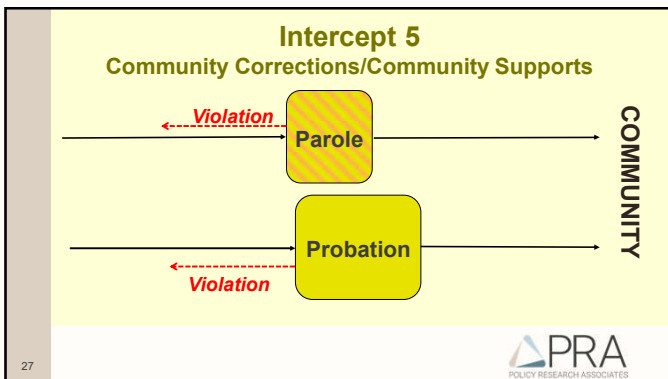 Intercept 5
Community Corrections/Community Supports
Violation
Parole
COMMUNITY
Probation
Violation
27
PRA
POLICY RESEARCH ASSOCIATES